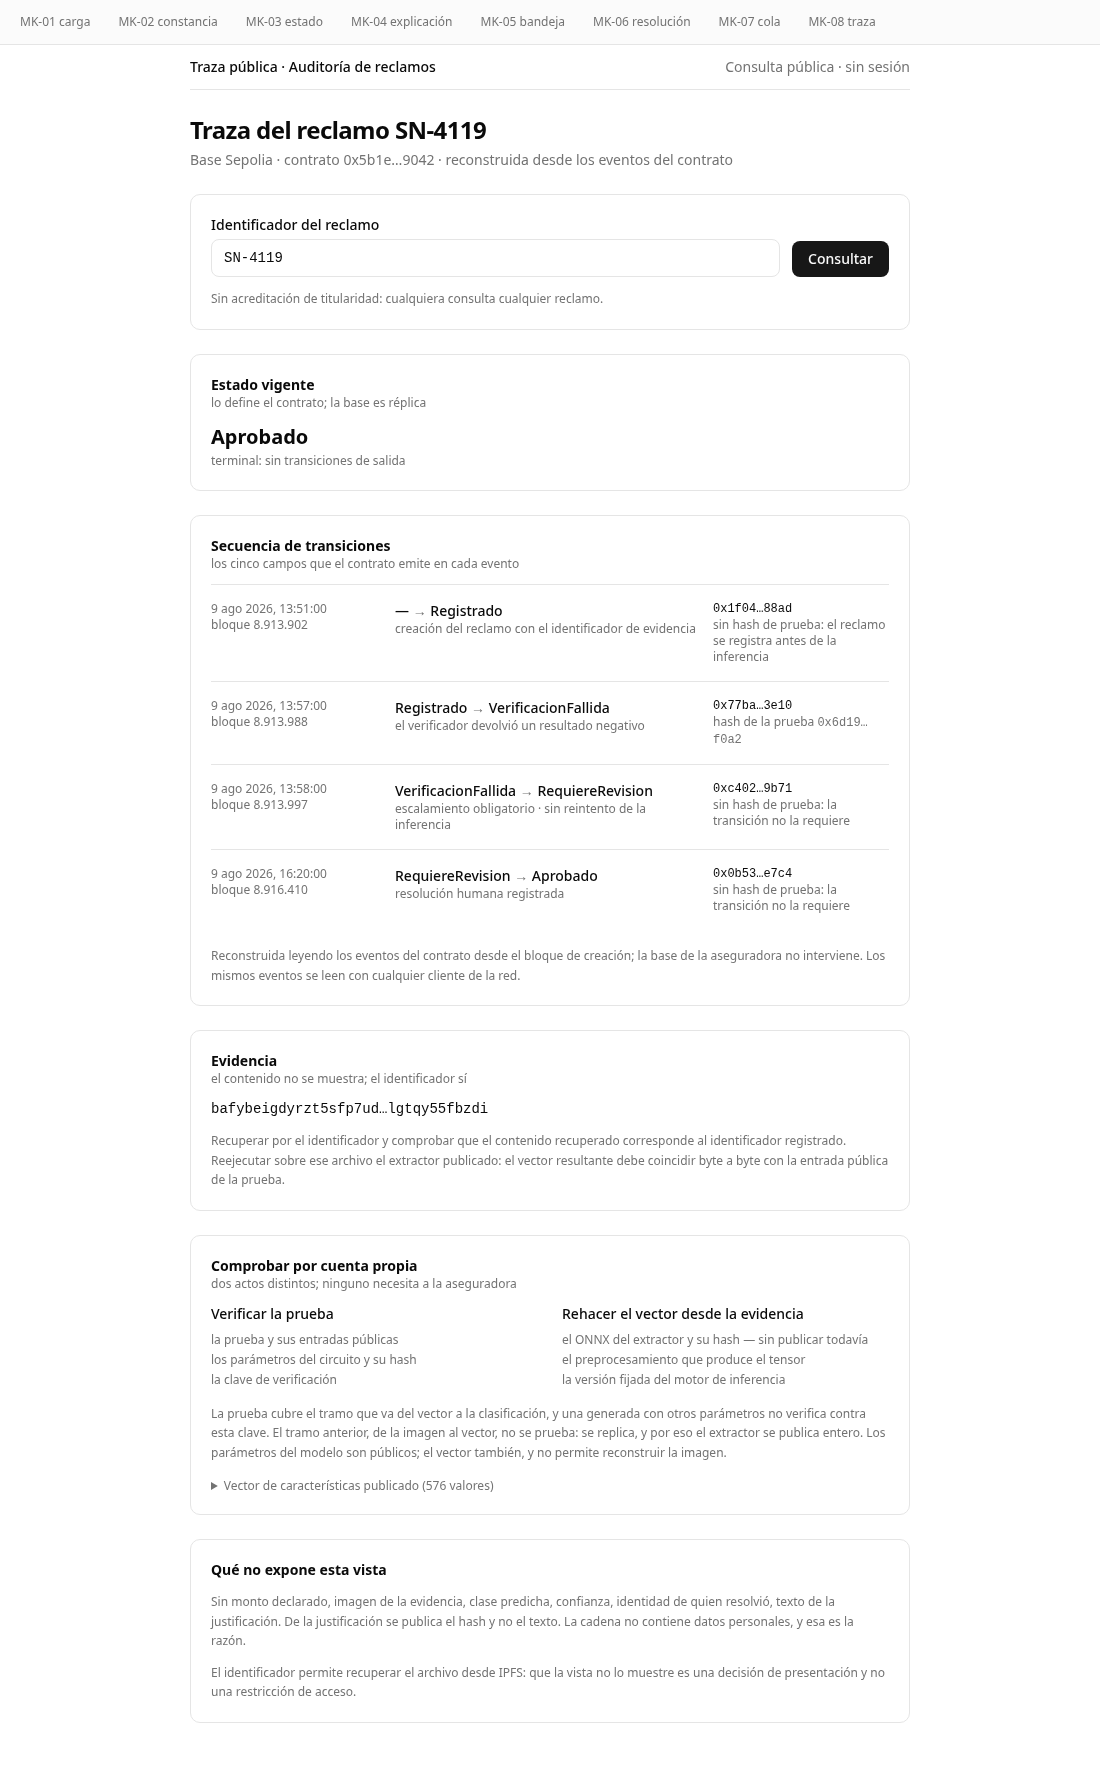 MK-01 carga MK-02 constancia MK-03 estado MK-04 explicación MK-05 bandeja MK-06 resolución MK-07 cola MK-08 traza
Traza pública · Auditoría de reclamos Consulta pública · sin sesión
Traza del reclamo SN-4119
Base Sepolia · contrato 0x5b1e…9042 · reconstruida desde los eventos del contrato
Identificador del reclamo
SN-4119 Consultar
Sin acreditación de titularidad: cualquiera consulta cualquier reclamo.
Estado vigente
lo define el contrato; la base es réplica
Aprobado
terminal: sin transiciones de salida
Secuencia de transiciones
los cinco campos que el contrato emite en cada evento
9 ago 2026, 13:51:00
bloque 8.913.902
— → Registrado
creación del reclamo con el identificador de evidencia
0x1f04…88ad
sin hash de prueba: el reclamo
se registra antes de la
inferencia
9 ago 2026, 13:57:00
bloque 8.913.988
Registrado → VerificacionFallida
el verificador devolvió un resultado negativo
0x77ba…3e10
hash de la prueba 0x6d19…
f0a2
9 ago 2026, 13:58:00
bloque 8.913.997
VerificacionFallida → RequiereRevision
escalamiento obligatorio · sin reintento de la
inferencia
0xc402…9b71
sin hash de prueba: la
transición no la requiere
9 ago 2026, 16:20:00
bloque 8.916.410
RequiereRevision → Aprobado
resolución humana registrada
0x0b53…e7c4
sin hash de prueba: la
transición no la requiere
Reconstruida leyendo los eventos del contrato desde el bloque de creación; la base de la aseguradora no interviene. Los
mismos eventos se leen con cualquier cliente de la red.
Evidencia
el contenido no se muestra; el identificador sí
bafybeigdyrzt5sfp7ud…lgtqy55fbzdi
Recuperar por el identificador y comprobar que el contenido recuperado corresponde al identificador registrado.
Reejecutar sobre ese archivo el extractor publicado: el vector resultante debe coincidir byte a byte con la entrada pública
de la prueba.
Comprobar por cuenta propia
dos actos distintos; ninguno necesita a la aseguradora
Verificar la prueba
la prueba y sus entradas públicas
los parámetros del circuito y su hash
la clave de verificación
Rehacer el vector desde la evidencia
el ONNX del extractor y su hash — sin publicar todavía
el preprocesamiento que produce el tensor
la versión fijada del motor de inferencia
La prueba cubre el tramo que va del vector a la clasificación, y una generada con otros parámetros no verifica contra
esta clave. El tramo anterior, de la imagen al vector, no se prueba: se replica, y por eso el extractor se publica entero. Los
parámetros del modelo son públicos; el vector también, y no permite reconstruir la imagen.
▶ Vector de características publicado (576 valores)
Qué no expone esta vista
Sin monto declarado, imagen de la evidencia, clase predicha, confianza, identidad de quien resolvió, texto de la
justificación. De la justificación se publica el hash y no el texto. La cadena no contiene datos personales, y esa es la
razón.
El identificador permite recuperar el archivo desde IPFS: que la vista no lo muestre es una decisión de presentación y no
una restricción de acceso.